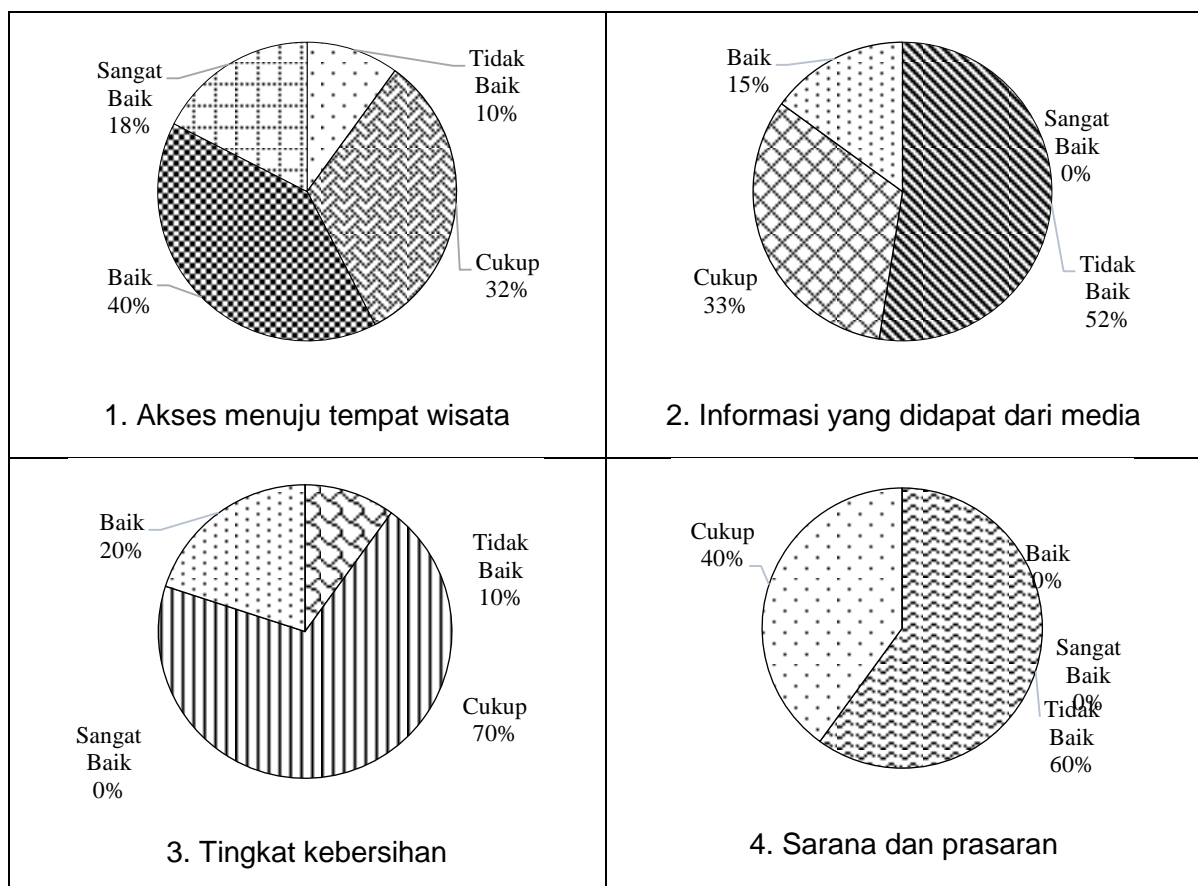 Sangat
Baik
18%
Tidak
Baik
10%
Cukup
32%
Baik
40%
1. Akses menuju tempat wisata
Baik
15%
Sangat
Baik
0%
Tidak
Baik
52%
Cukup
33%
2. Informasi yang didapat dari media
Baik
20%
Tidak
Baik
10%
Cukup
70%
Sangat
Baik
0%
3. Tingkat kebersihan
Cukup
40%
Baik
0%
Sangat
Baik
0%
Tidak
Baik
60%
4. Sarana dan prasaran